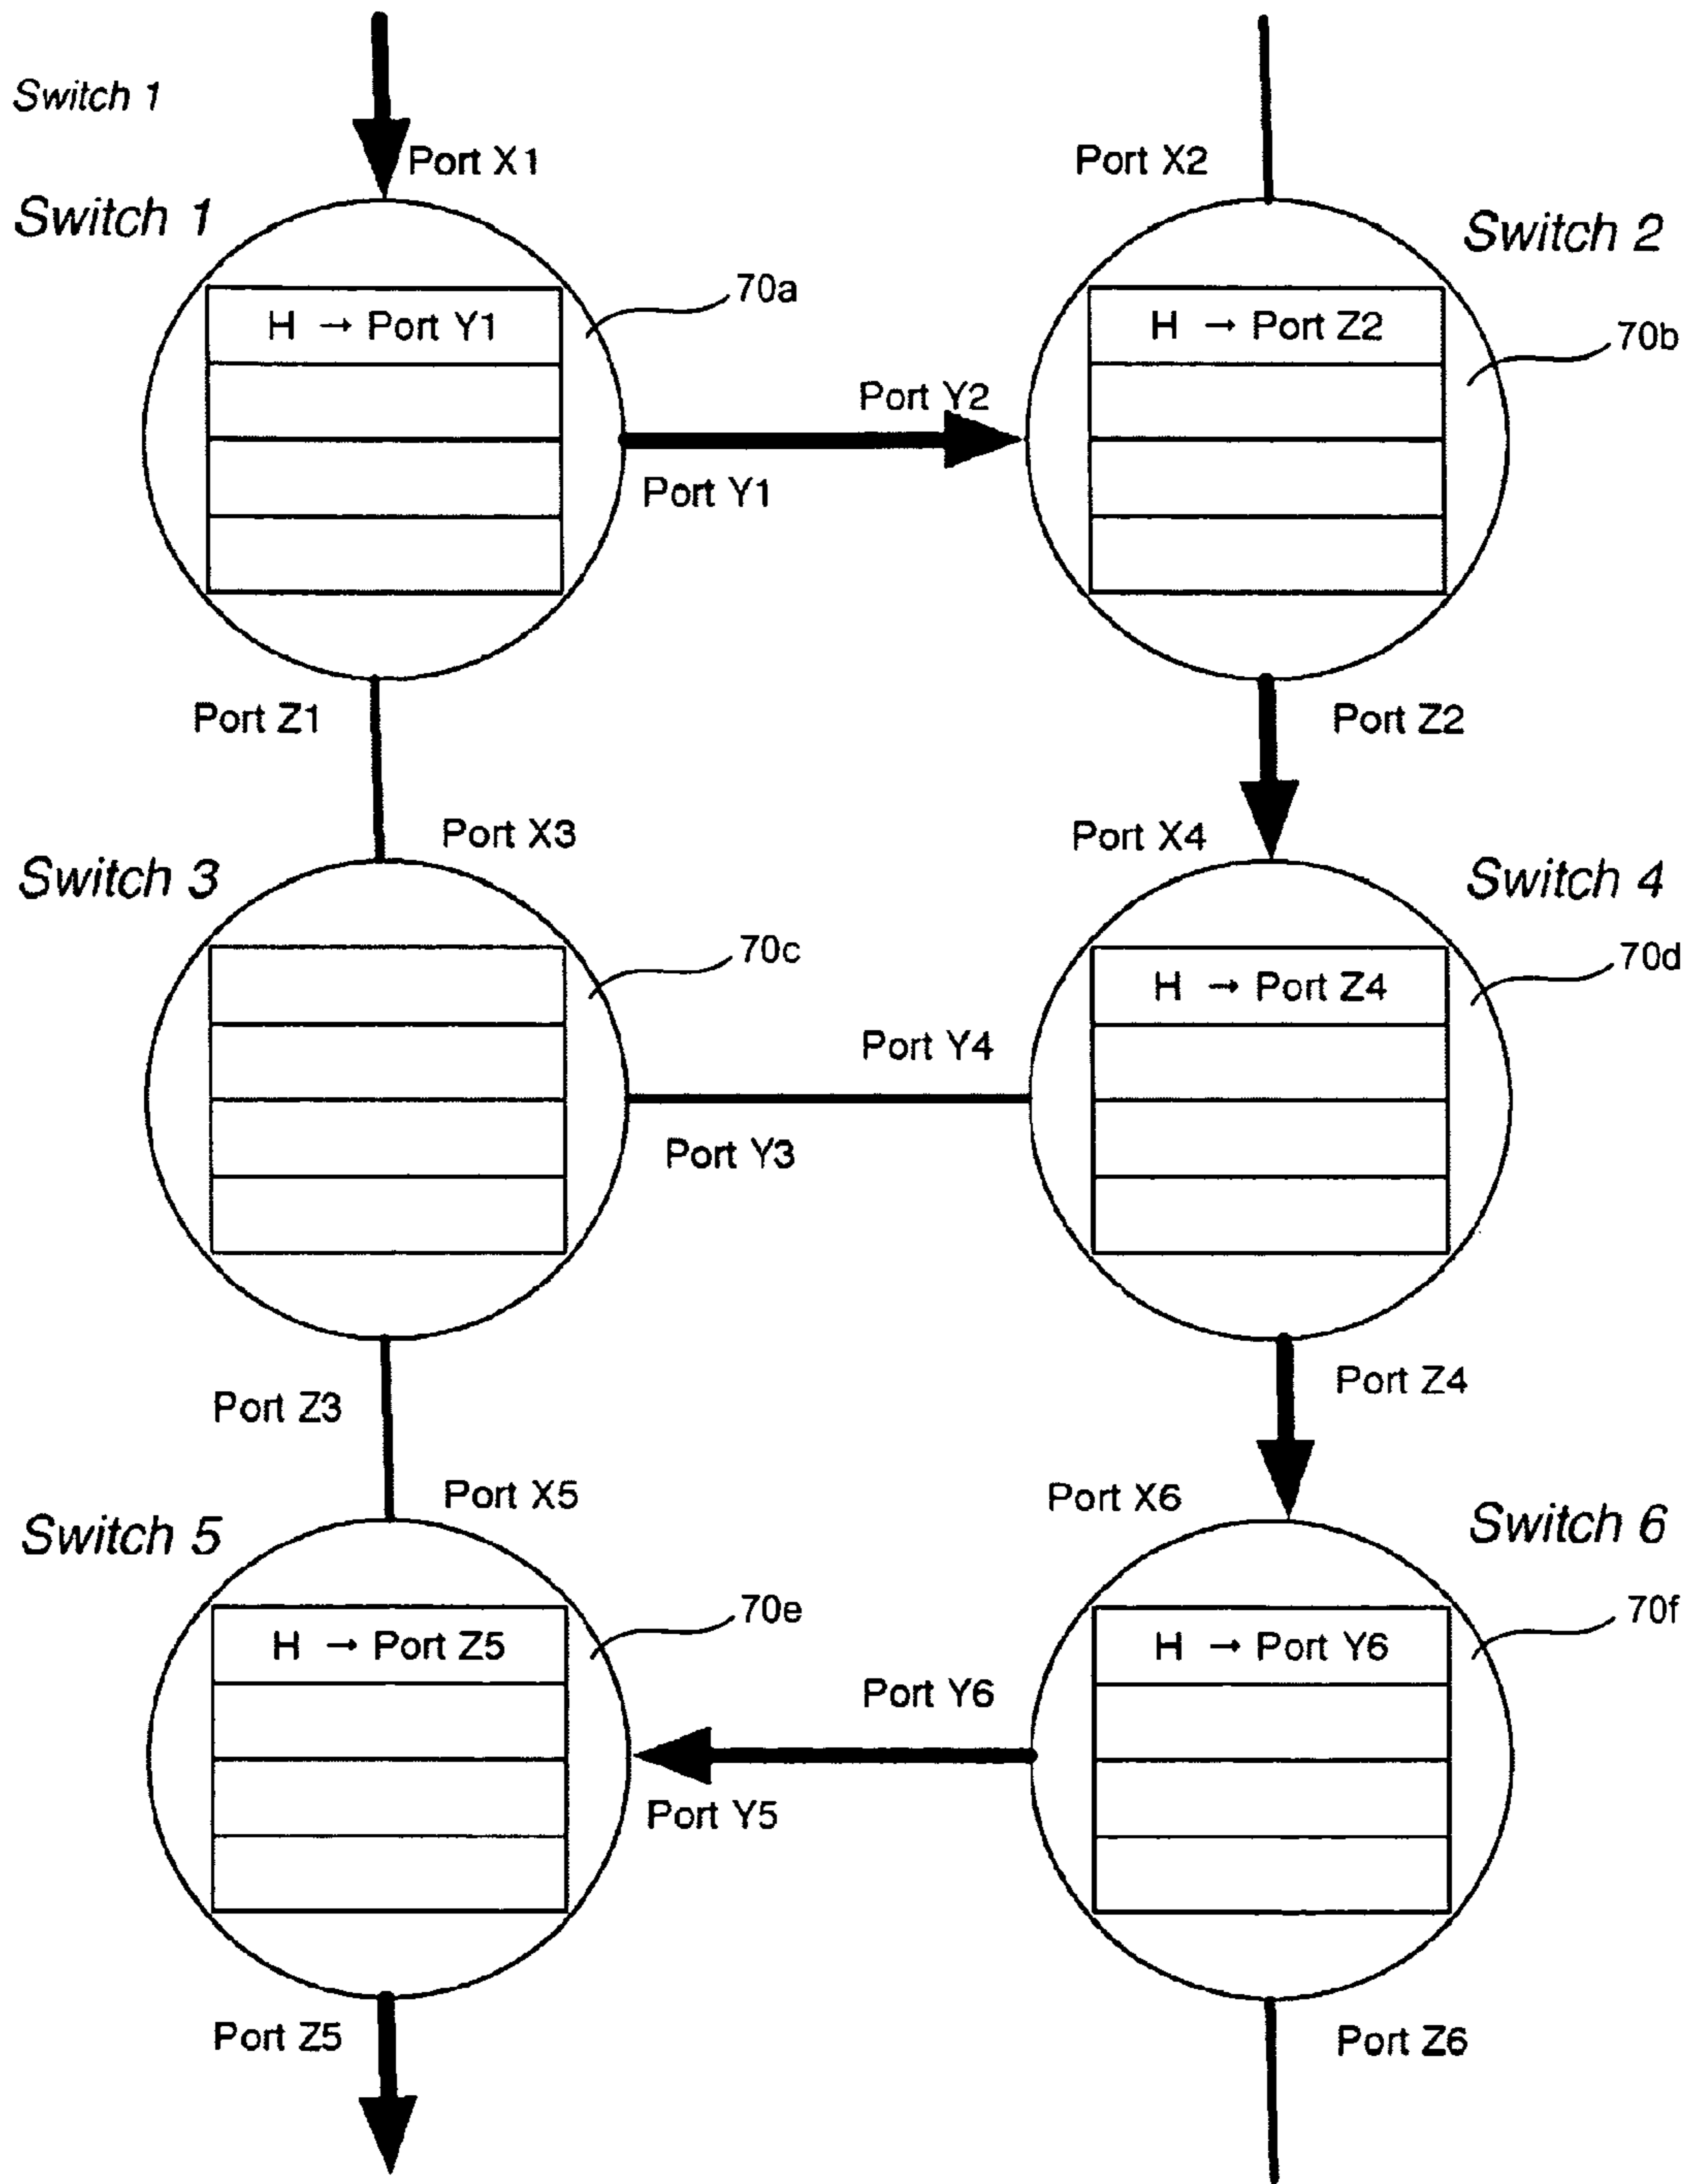 Switch 1
Port X1
Port X2
Switch 1
Switch 2
70a
H → Port Y1
H → Port Z2
70b
Port Y2
Port Y1
Port Z1
Port Z2
Port X3
Port X4
Switch 3
Switch 4
70c
70d
H → Port Z4
Port Y4
Port Y3
Port Z4
Port Z3
Port X5
Port X6
Switch 5
Switch 6
70e
70f
H → Port Z5
H → Port Y6
Port Y6
Port Y5
Port Z5
Port Z6